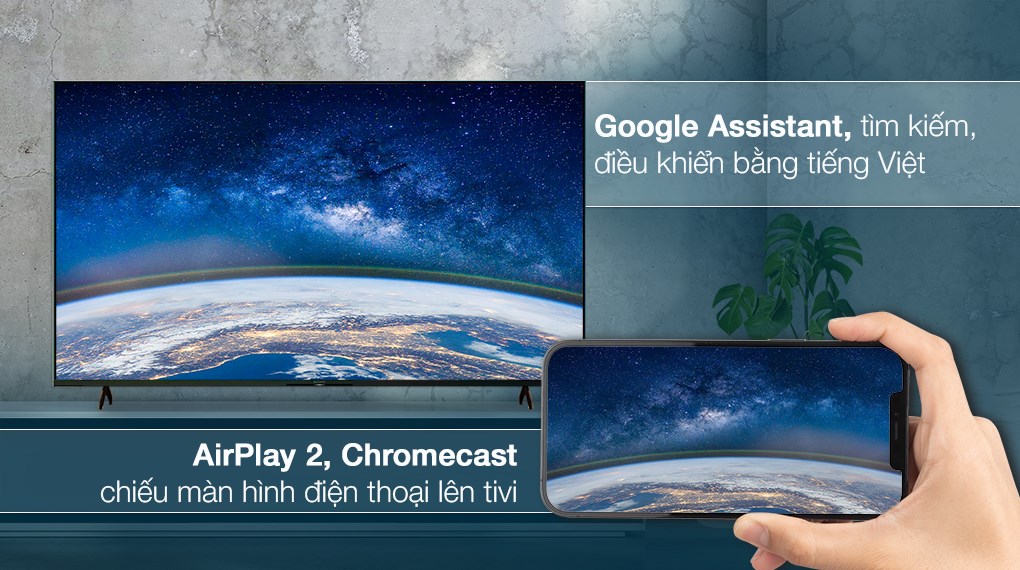 Google Assistant, tìm kiếm,
điều khiển bằng tiếng Việt
AirPlay 2, Chromecast
chiếu màn hình điện thoại lên tivi